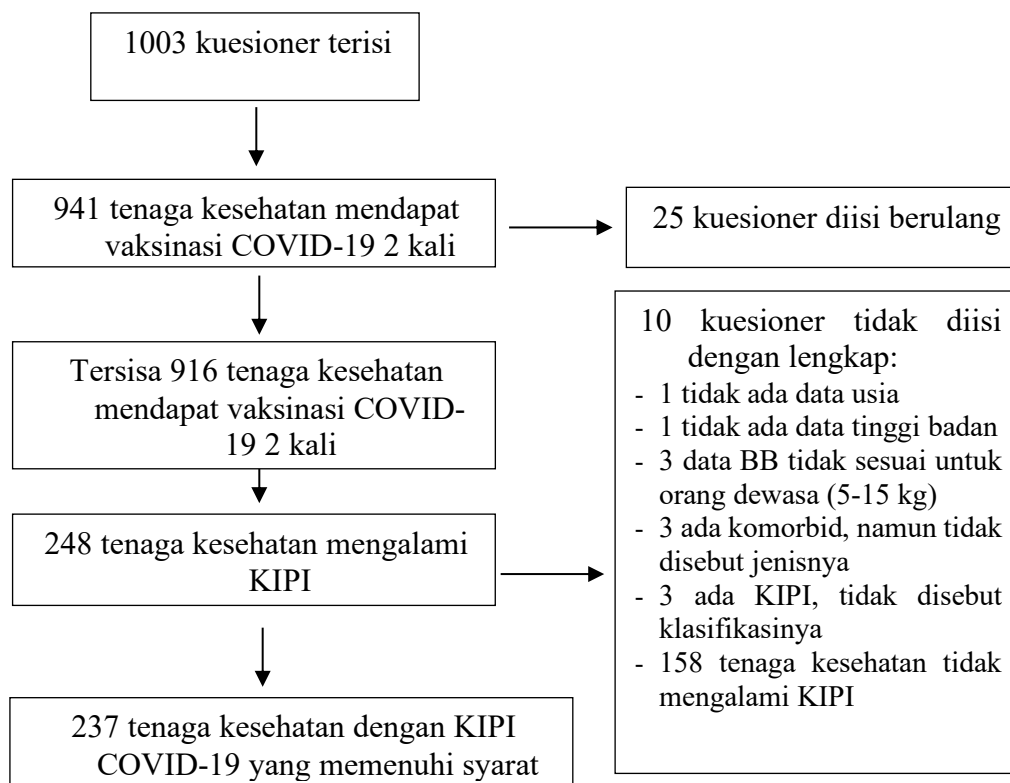 1003 kuesioner terisi
941 tenaga kesehatan mendapat
vaksinasi COVID-19 2 kali
25 kuesioner diisi berulang
Tersisa 916 tenaga kesehatan
mendapat vaksinasi COVID-
19 2 kali
248 tenaga kesehatan mengalami
KIPI
10 kuesioner tidak diisi
dengan lengkap:
- 1 tidak ada data usia
- 1 tidak ada data tinggi badan
- 3 data BB tidak sesuai untuk
orang dewasa (5-15 kg)
- 3 ada komorbid, namun tidak
disebut jenisnya
- 3 ada KIPI, tidak disebut
klasifikasinya
- 158 tenaga kesehatan tidak
mengalami KIPI
237 tenaga kesehatan dengan KIPI
COVID-19 yang memenuhi syarat